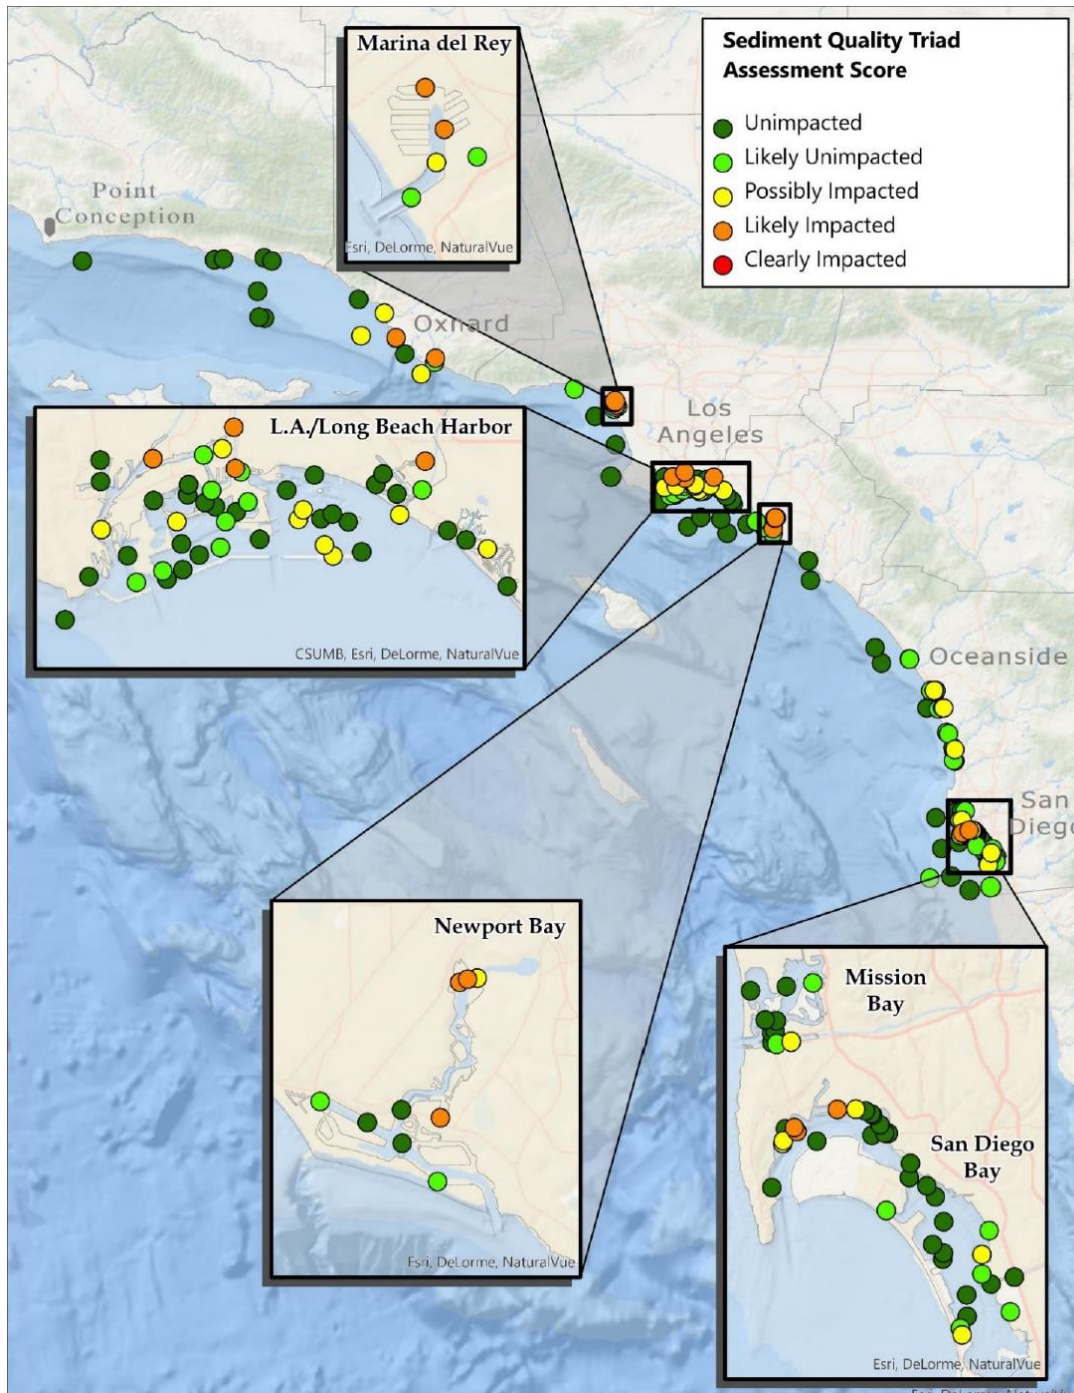 Marina del Rey
Esri, DeLorme, NaturalVue
Sediment Quality Triad
Assessment Score
Unimpacted
Likely Unimpacted
Possibly Impacted
Likely Impacted
Clearly Impacted
Point
Conception
Oxnard
Los
Angeles
L.A./Long Beach Harbor
CSUMB, Esri, DeLorme, NaturalVue
Oceanside
San
Diego
Newport Bay
Esri, DeLorme, NaturalVue
Mission
Bay
San Diego
Bay
Esri, DeLorme, NaturalVue